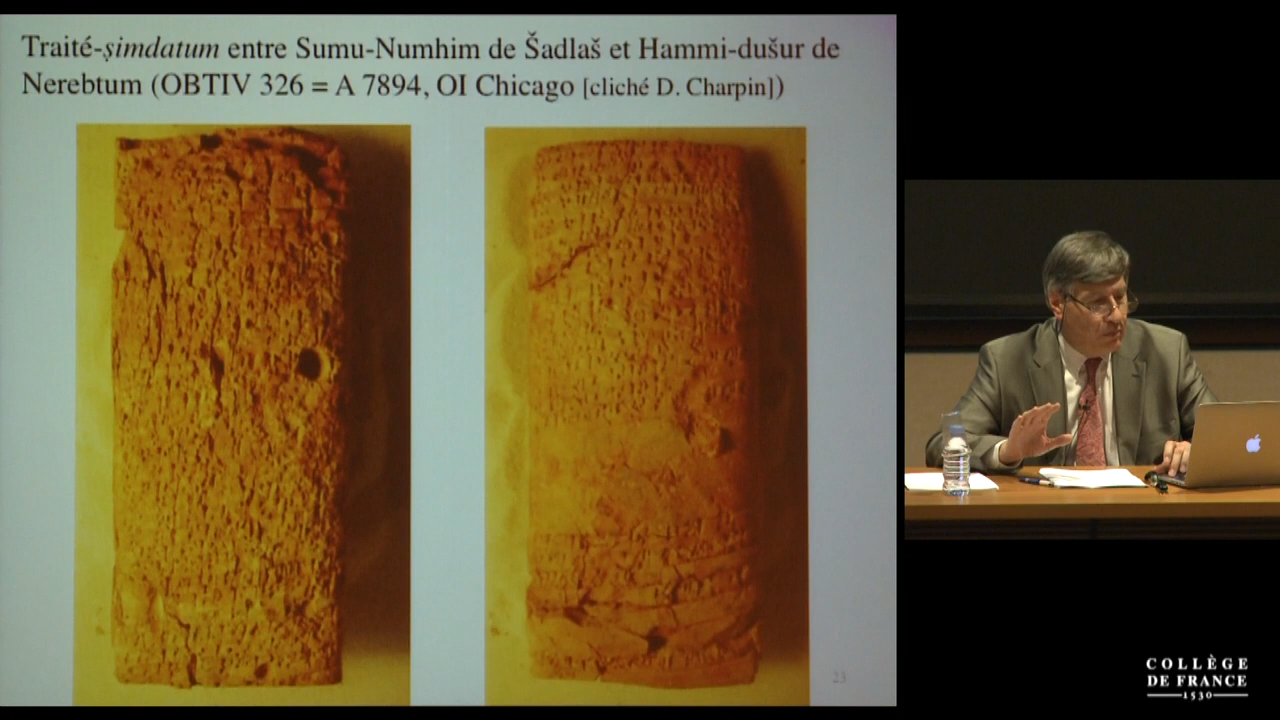 Traité-ṣimdatum entre Sumu-Numhim de Šadlaš et Hammi-dušur de
Nerebtum (OBTIV 326 = A 7894, OI Chicago [cliché D. Charpin])
23
COLLÈGE
DE FRANCE
1530